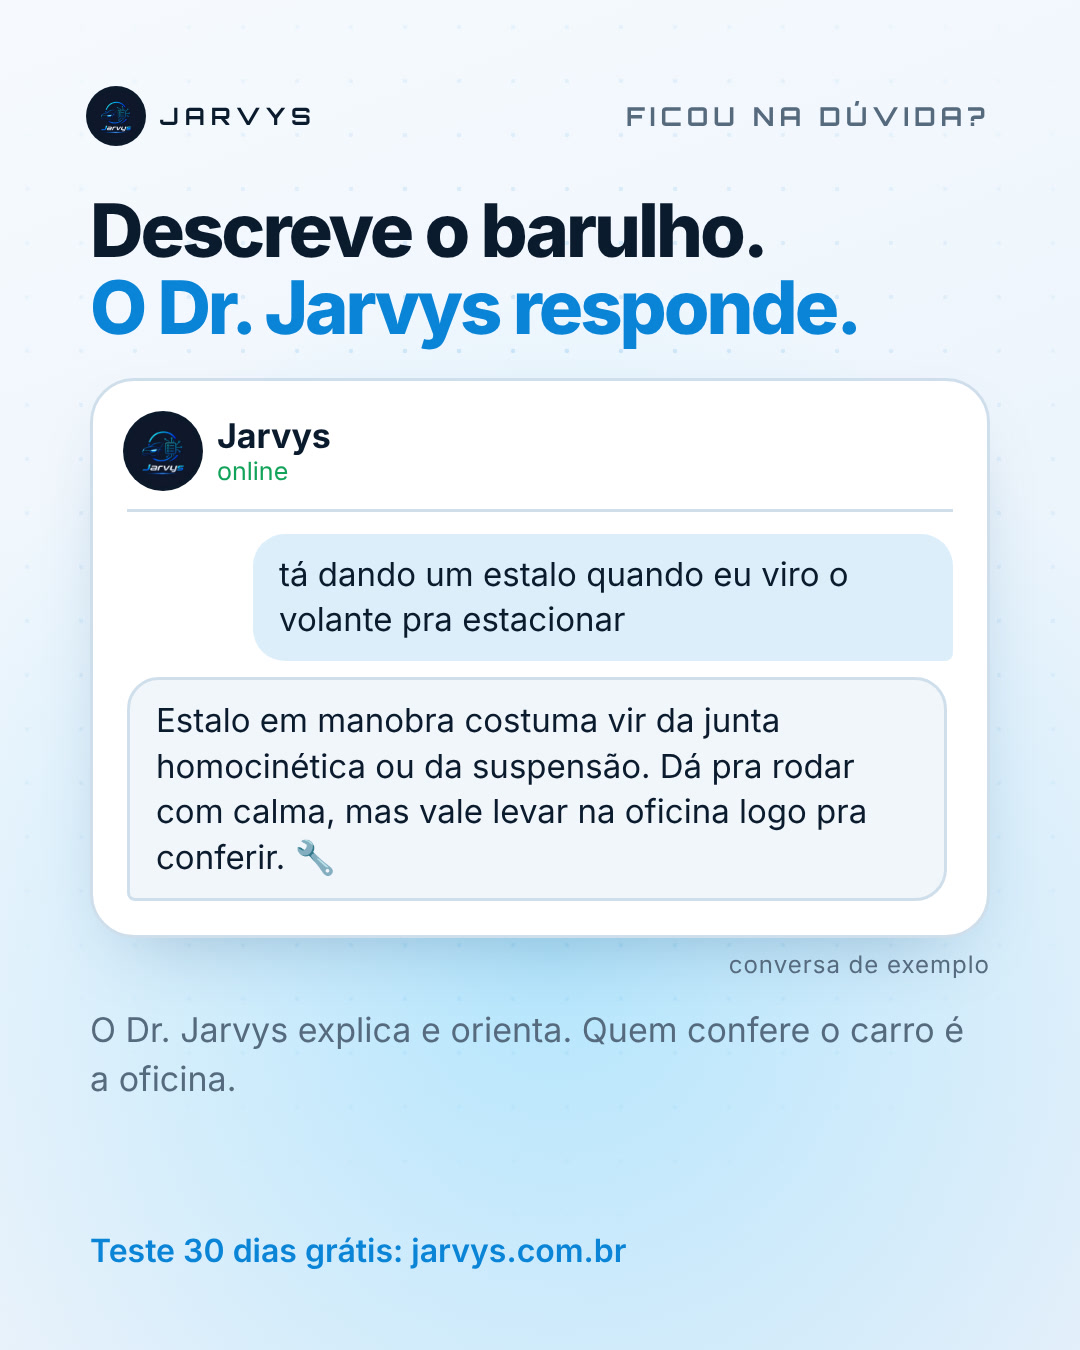 Jarvys
JARVYS
FICOU NA DÚVIDA?
Descreve o barulho.
O Dr. Jarvys responde.
Jarvys
Jarvys
online
tá dando um estalo quando eu viro o
volante pra estacionar
Estalo em manobra costuma vir da junta
homocinética ou da suspensão. Dá pra rodar
com calma, mas vale levar na oficina logo pra
conferir. 🔧
conversa de exemplo
O Dr. Jarvys explica e orienta. Quem confere o carro é
a oficina.
Teste 30 dias grátis: jarvys.com.br